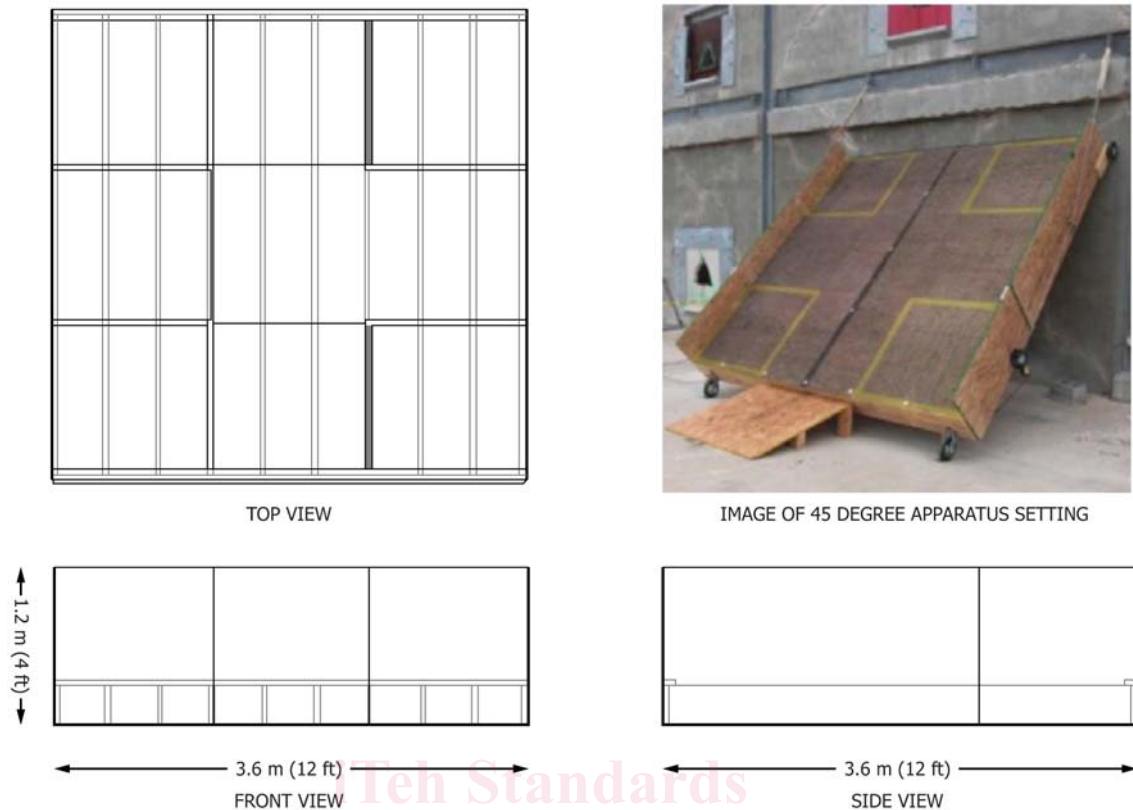 TOP VIEW
IMAGE OF 45 DEGREE APPARATUS SETTING
1.2 m (4 ft)
3.6 m (12 ft)
FRONT VIEW
3.6 m (12 ft)
SIDE VIEW
iTeh Standards